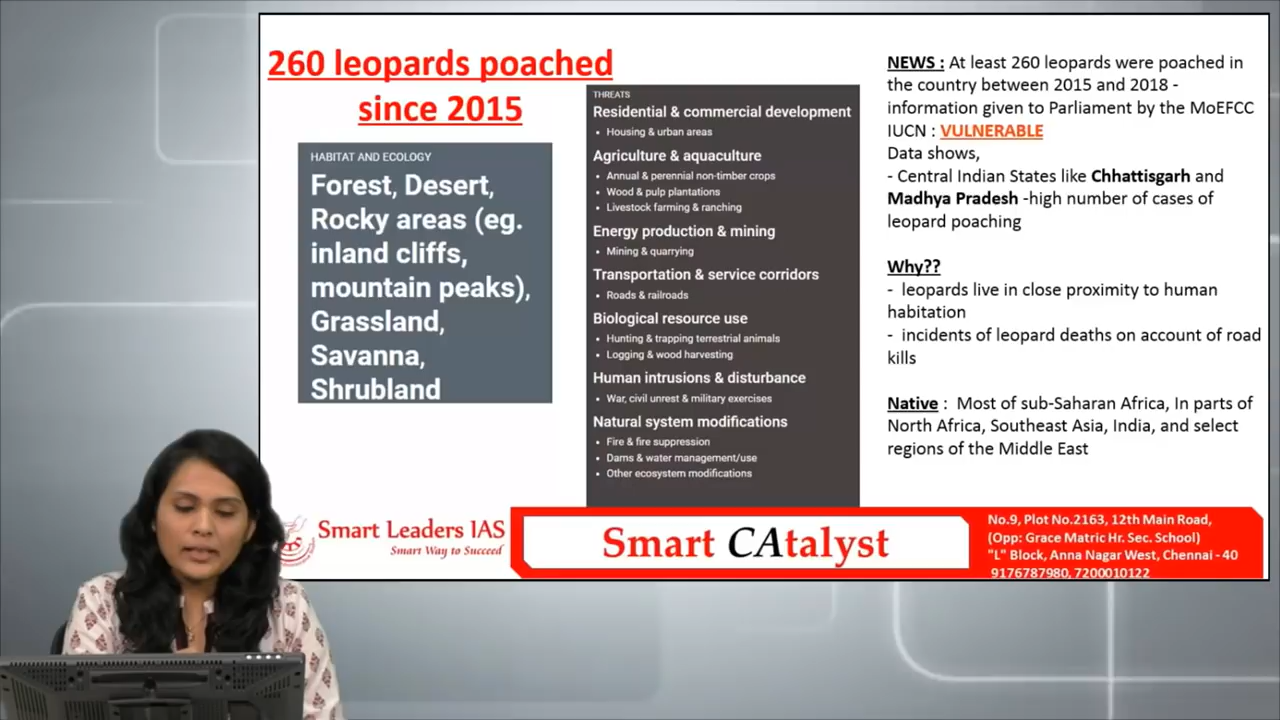 260 leopards poached
since 2015
HABITAT AND ECOLOGY
Forest, Desert,
Rocky areas (eg.
inland cliffs,
mountain peaks),
Grassland,
Savanna,
Shrubland
THREATS
Residential & commercial development
• Housing & urban areas
Agriculture & aquaculture
• Annual & perennial non-timber crops
• Wood & pulp plantations
• Livestock farming & ranching
Energy production & mining
• Mining & quarrying
Transportation & service corridors
• Roads & railroads
Biological resource use
• Hunting & trapping terrestrial animals
• Logging & wood harvesting
Human intrusions & disturbance
• War, civil unrest & military exercises
Natural system modifications
• Fire & fire suppression
• Dams & water management/use
• Other ecosystem modifications
NEWS : At least 260 leopards were poached in
the country between 2015 and 2018 -
information given to Parliament by the MoEFCC
IUCN : VULNERABLE
Data shows,
- Central Indian States like Chhattisgarh and
Madhya Pradesh -high number of cases of
leopard poaching
Why??
- leopards live in close proximity to human
habitation
- incidents of leopard deaths on account of road
kills
Native : Most of sub-Saharan Africa, In parts of
North Africa, Southeast Asia, India, and select
regions of the Middle East
Smart Leaders IAS
Smart Way to Succeed
Smart CAtalyst
No.9, Plot No.2163, 12th Main Road,
(Opp: Grace Matric Hr. Sec. School)
"L" Block, Anna Nagar West, Chennai - 40
9176787980, 7200010122